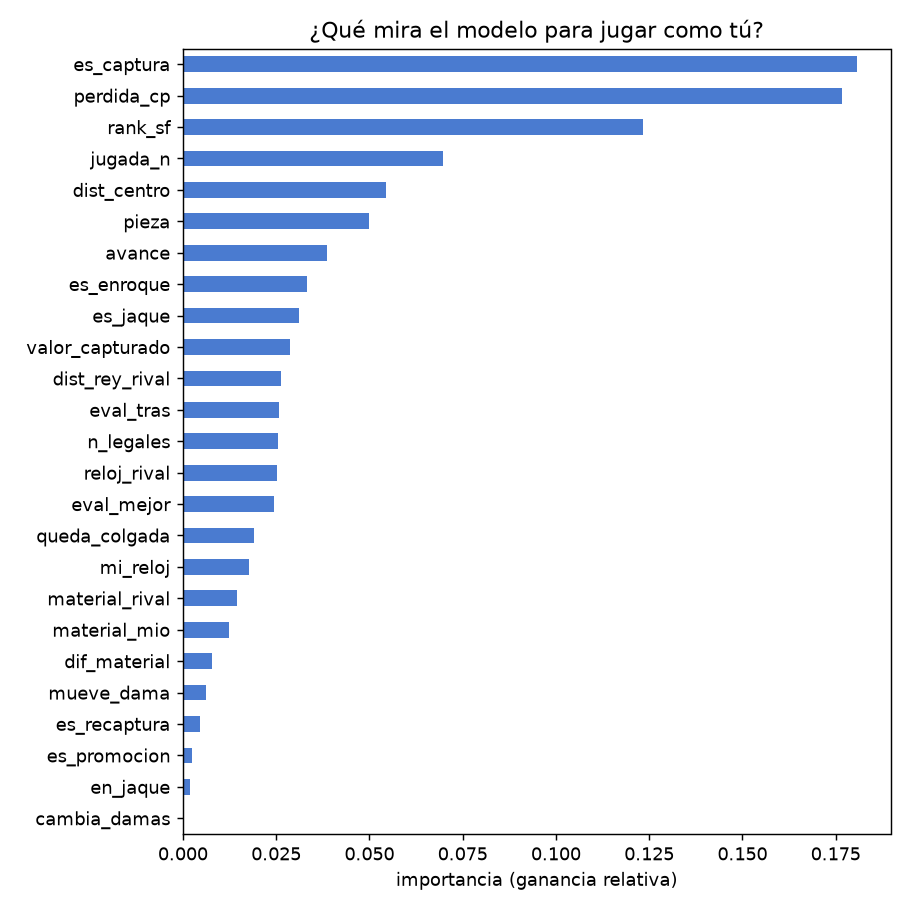 ¿Qué mira el modelo para jugar como tú?
es_captura
perdida_cp
rank_sf
jugada_n
dist_centro
pieza
avance
es_enroque
es_jaque
valor_capturado
dist_rey_rival
eval_tras
n_legales
reloj_rival
eval_mejor
queda_colgada
mi_reloj
material_rival
material_mio
dif_material
mueve_dama
es_recaptura
es_promocion
en_jaque
cambia_damas
0.000 0.025 0.050 0.075 0.100 0.125 0.150 0.175
importancia (ganancia relativa)